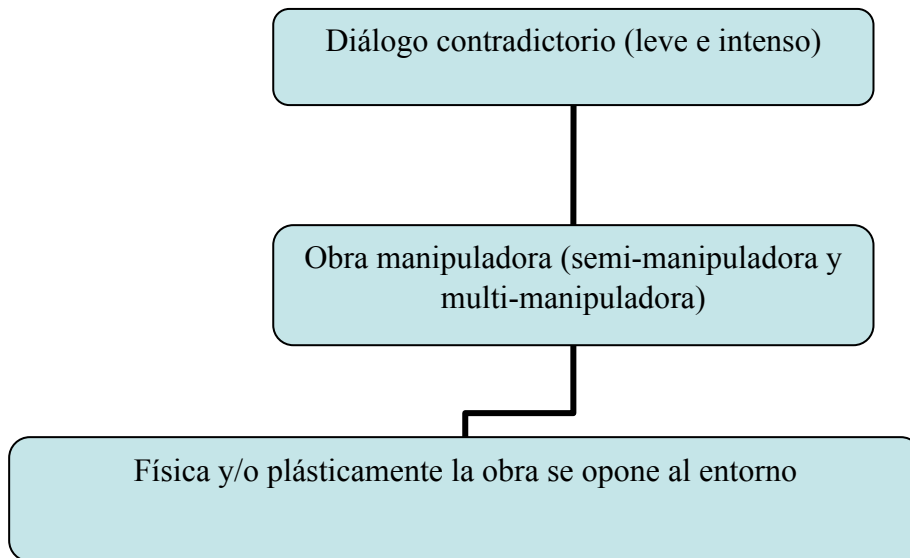 Diálogo contradictorio (leve e intenso)
Obra manipuladora (semi-manipuladora y
multi-manipuladora)
Física y/o plásticamente la obra se opone al entorno